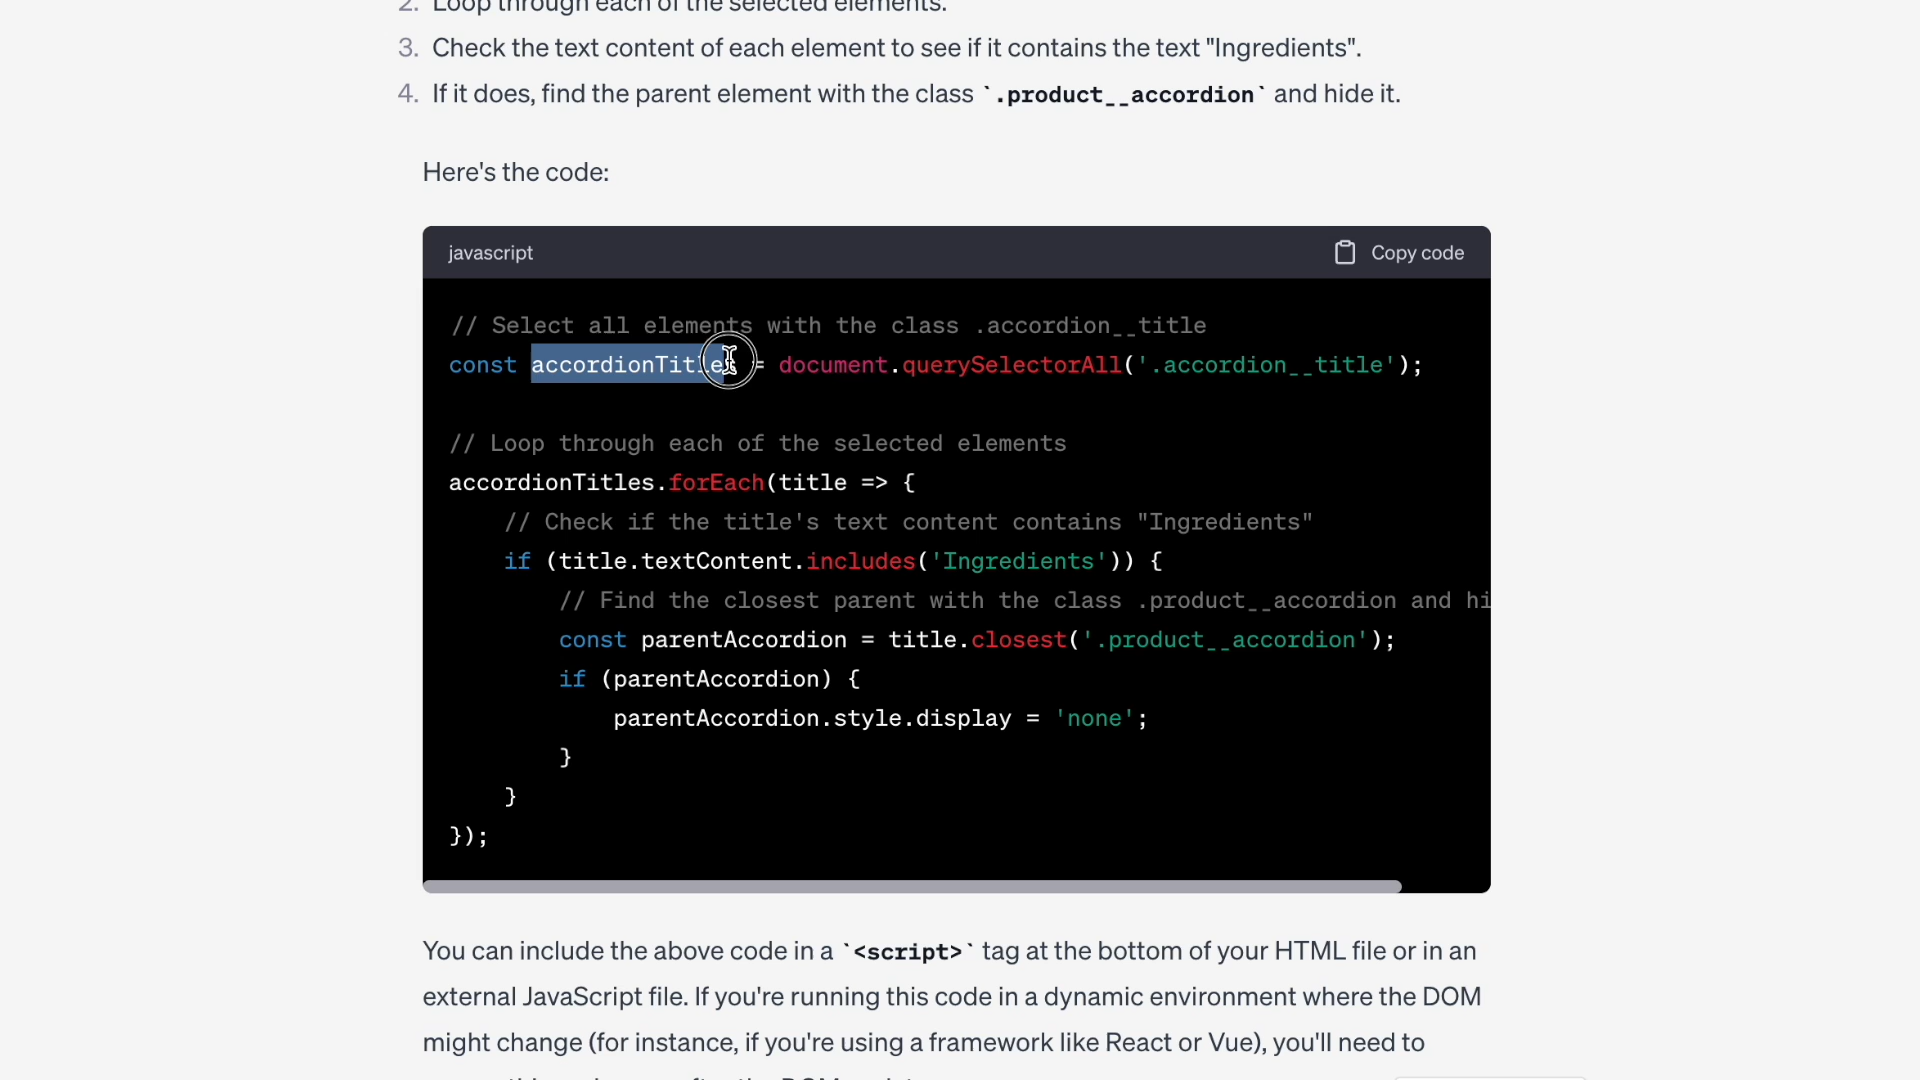 2. Loop through each of the selected elements.
3. Check the text content of each element to see if it contains the text "Ingredients".
4. If it does, find the parent element with the class `.product__accordion` and hide it.
Here's the code:
javascript
Copy code
// Select all elements with the class .accordion__title
const accordionTitles = document.querySelectorAll('.accordion__title');
// Loop through each of the selected elements
accordionTitles.forEach(title => {
// Check if the title's text content contains "Ingredients"
if (title.textContent.includes('Ingredients')) {
// Find the closest parent with the class .product__accordion and hi
const parentAccordion = title.closest('.product__accordion');
if (parentAccordion) {
parentAccordion.style.display = 'none';
}
}
});
You can include the above code in a `<script>` tag at the bottom of your HTML file or in an
external JavaScript file. If you're running this code in a dynamic environment where the DOM
might change (for instance, if you're using a framework like React or Vue), you'll need to